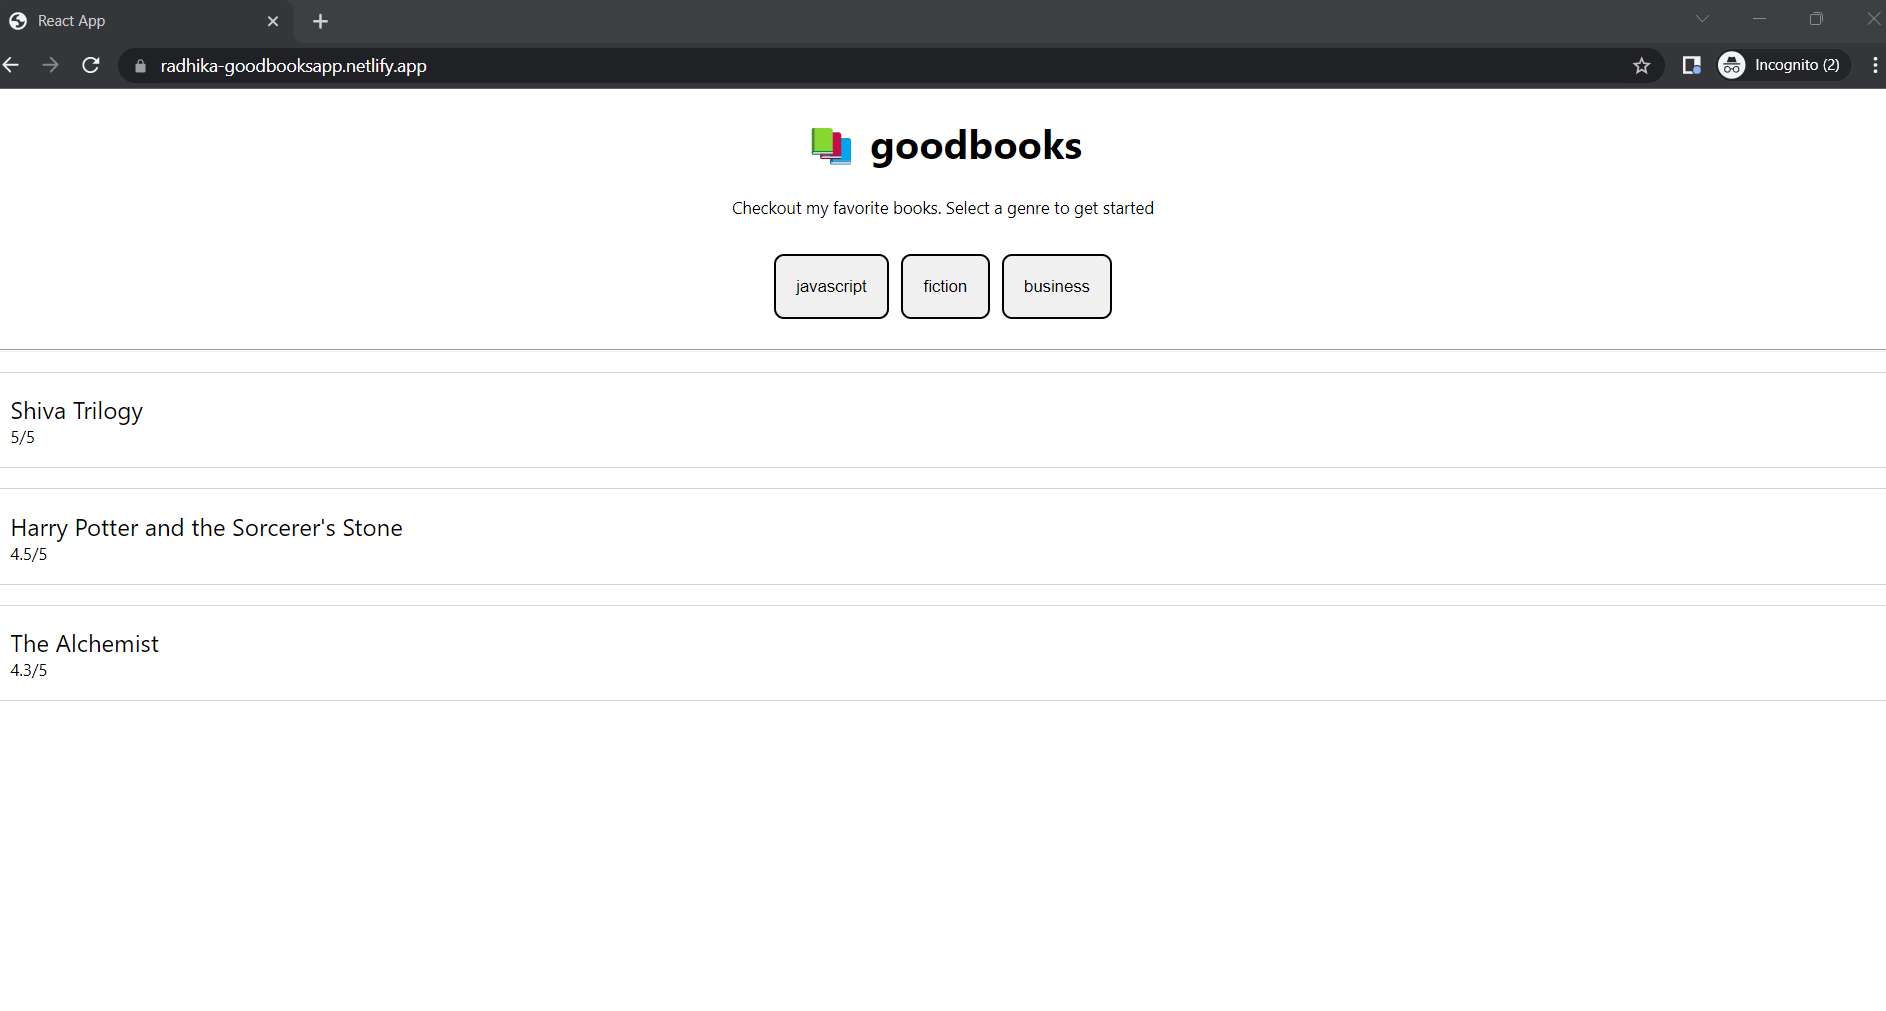 React App
radhika-goodbooksapp.netlify.app
Incognito (2)
goodbooks
Checkout my favorite books. Select a genre to get started
javascript fiction business
Shiva Trilogy
5/5
Harry Potter and the Sorcerer's Stone
4.5/5
The Alchemist
4.3/5